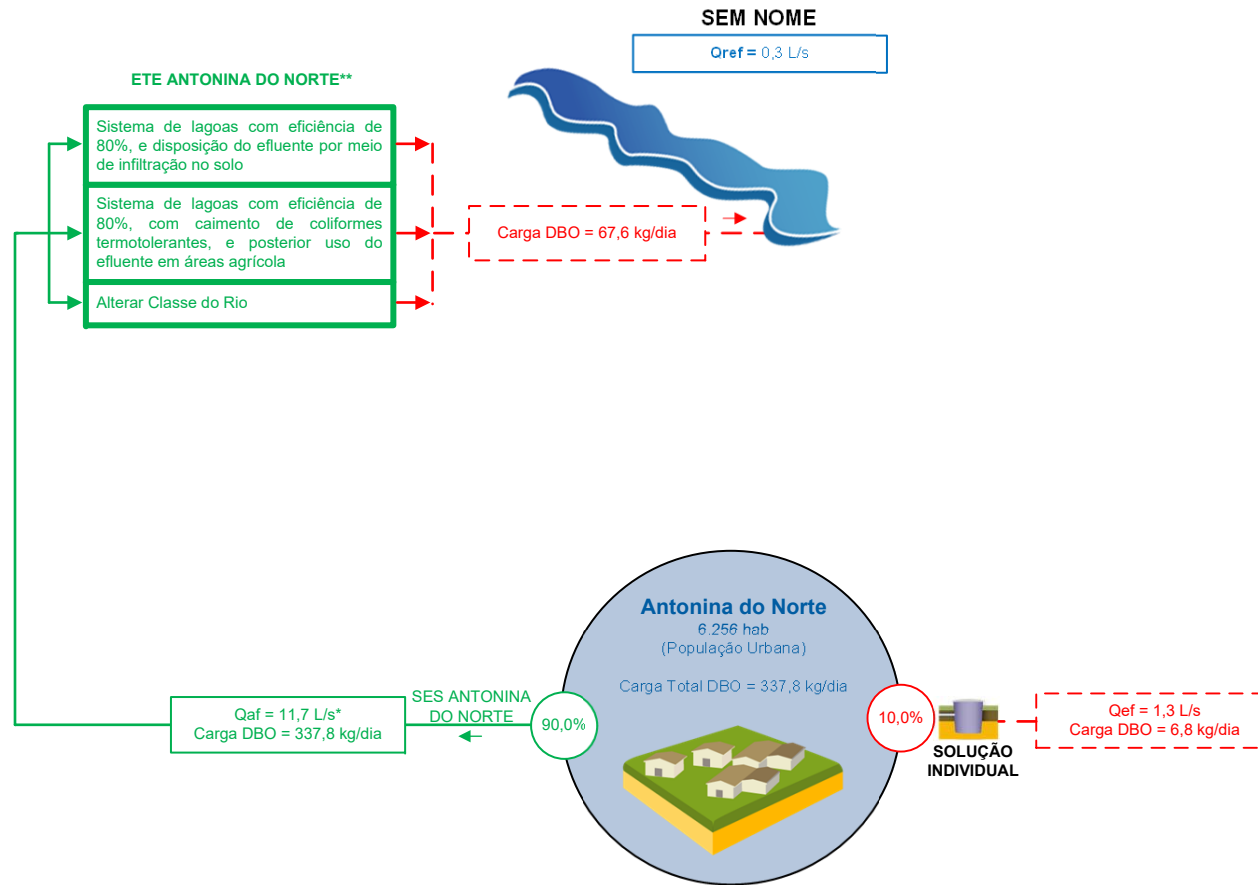 SEM NOME
Qref = 0,3 L/s
ETE ANTONINA DO NORTE**
Sistema de lagoas com eficiência de
80%, e disposição do efluente por meio
de infiltração no solo
Sistema de lagoas com eficiência de
80%, com caimento de coliformes
termotolerantes, e posterior uso do
efluente em áreas agrícola
Alterar Classe do Rio
Carga DBO = 67,6 kg/dia
Antonina do Norte
6.256 hab
(População Urbana)
Carga Total DBO = 337,8 kg/dia
SES ANTONINA
DO NORTE
90,0%
Qaf = 11,7 L/s*
Carga DBO = 337,8 kg/dia
10,0%
SOLUÇÃO
INDIVIDUAL
Qef = 1,3 L/s
Carga DBO = 6,8 kg/dia